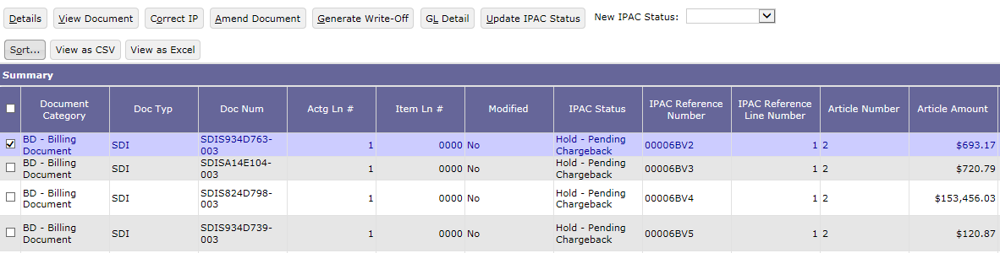 Details View Document Correct IP Amend Document Generate Write-Off GL Detail Update IPAC Status New IPAC Status:
Sort... View as CSV View as Excel
Summary
Document Category Doc Typ Doc Num Actg Ln # Item Ln # Modified IPAC Status IPAC Reference Number IPAC Reference Line Number Article Number Article Amount
BD - Billing Document SDI SDIS934D763-003 1 0000 No Hold - Pending Chargeback 00006BV2 1 2 $693.17
BD - Billing Document SDI SDISA14E104-003 1 0000 No Hold - Pending Chargeback 00006BV3 1 2 $720.79
BD - Billing Document SDI SDIS824D798-003 1 0000 No Hold - Pending Chargeback 00006BV4 1 2 $153,456.03
BD - Billing Document SDI SDIS934D739-003 1 0000 No Hold - Pending Chargeback 00006BV5 1 2 $120.87